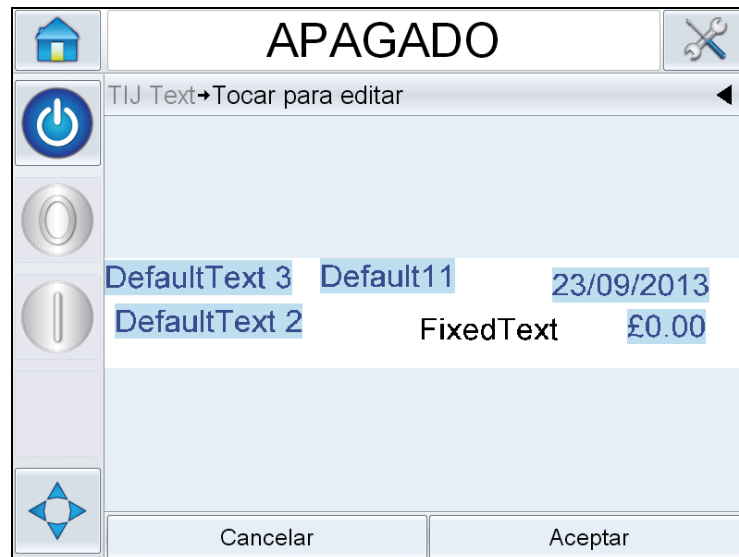 APAGADO
TIJ Text→Tocar para editar
DefaultText 3 Default11 23/09/2013
DefaultText 2 FixedText £0.00
Cancelar Aceptar